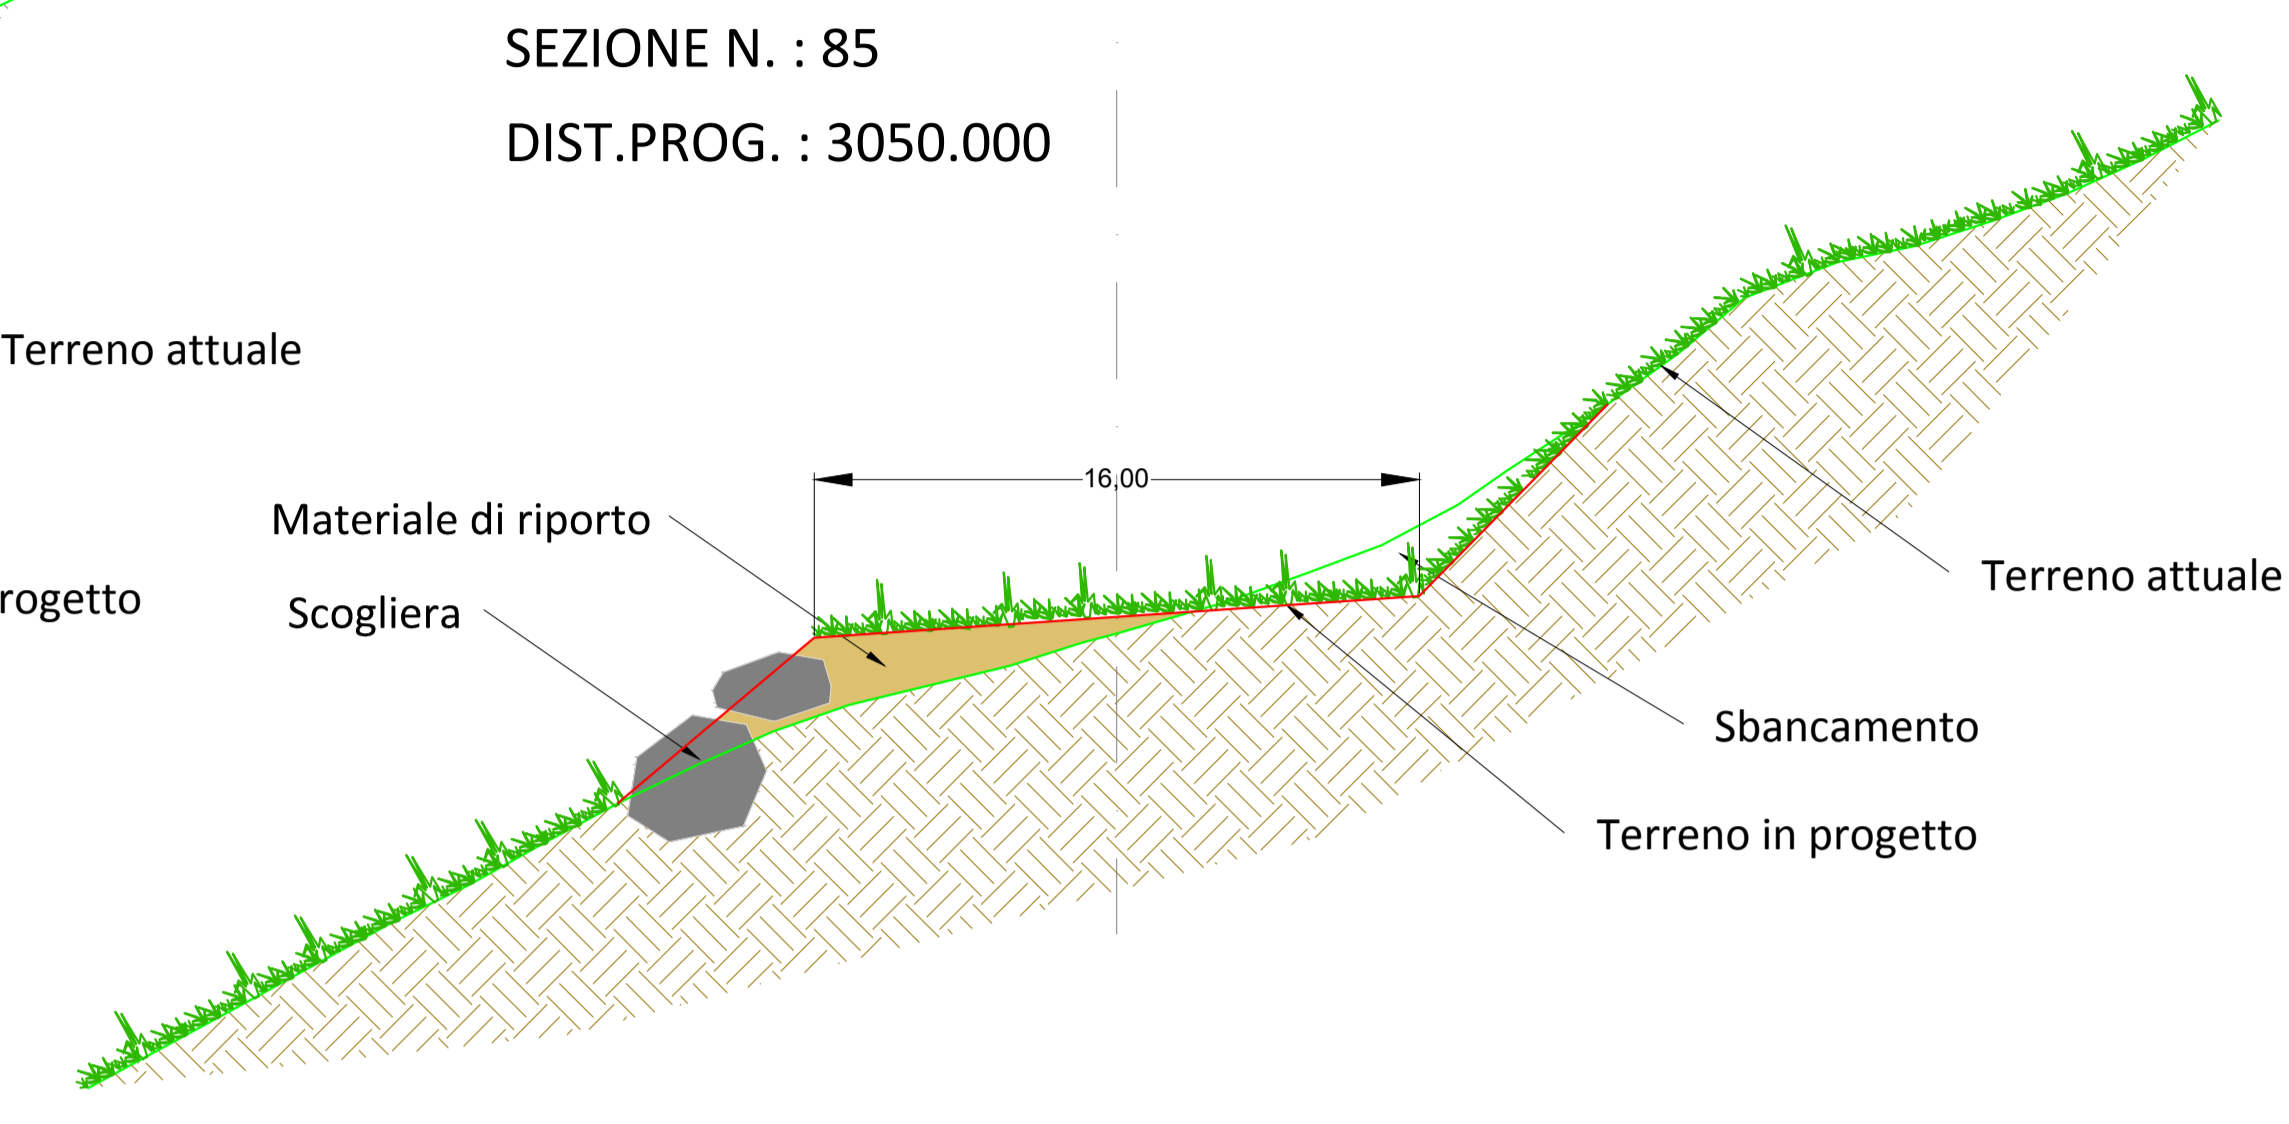 SEZIONE N. : 85
DIST.PROG. : 3050.000
Terreno attuale
16,00
Materiale di riporto
rogetto
Scogliera
Terreno attuale
Sbancamento
Terreno in progetto